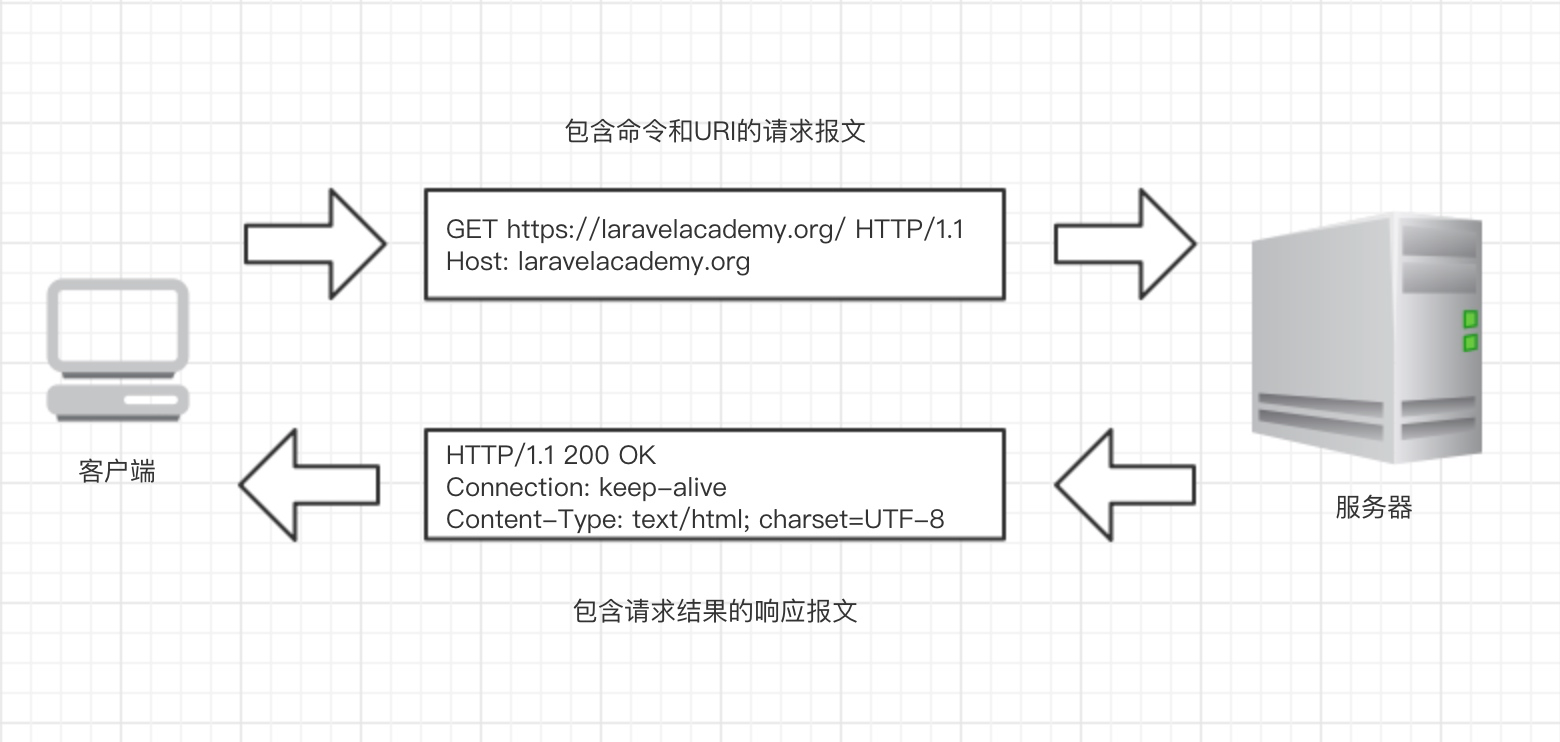 包含命令和URI的请求报文
GET https://laravelacademy.org/ HTTP/1.1
Host: laravelacademy.org
客户端
HTTP/1.1 200 OK
Connection: keep-alive
Content-Type: text/html; charset=UTF-8
服务器
包含请求结果的响应报文